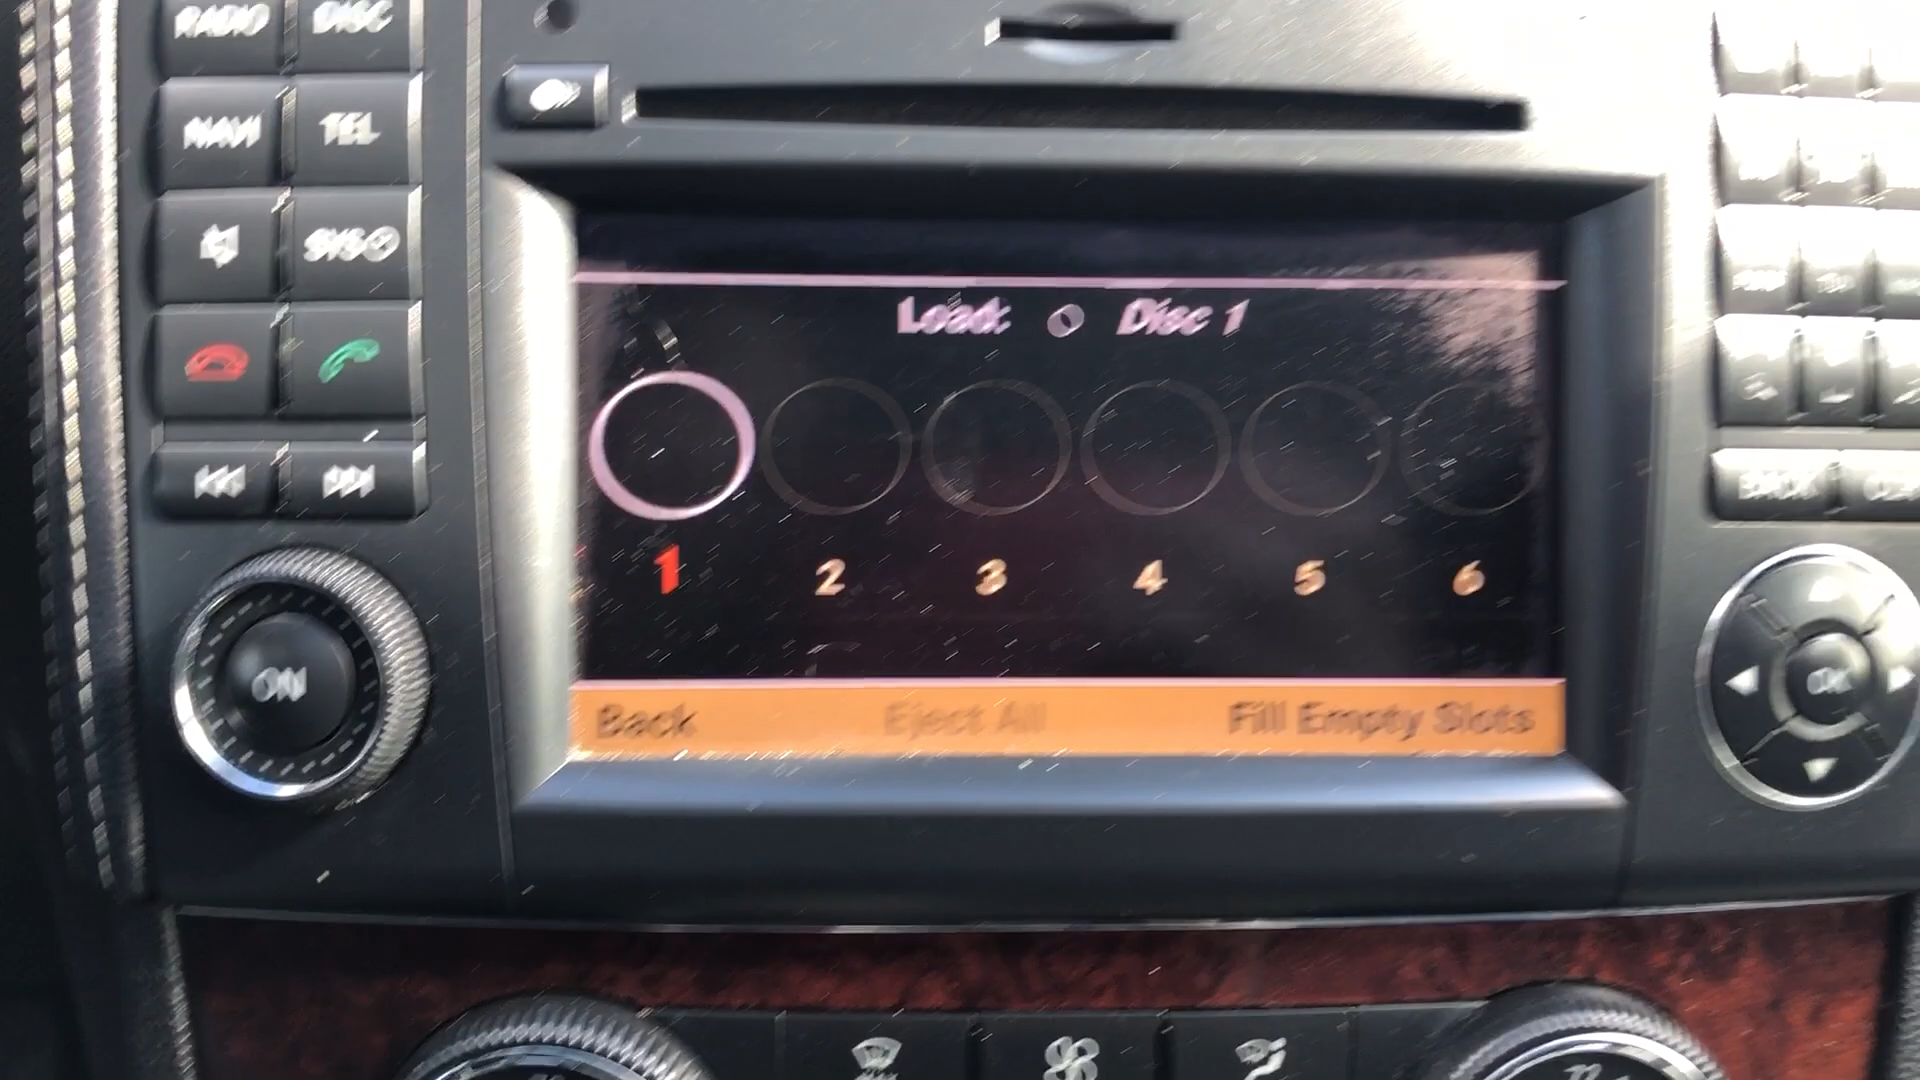 RADIO DISC
NAVI TEL
SYS
ON
Load: Disc 1
1 2 3 4 5 6
Back Eject All Fill Empty Slots
BACK
OK